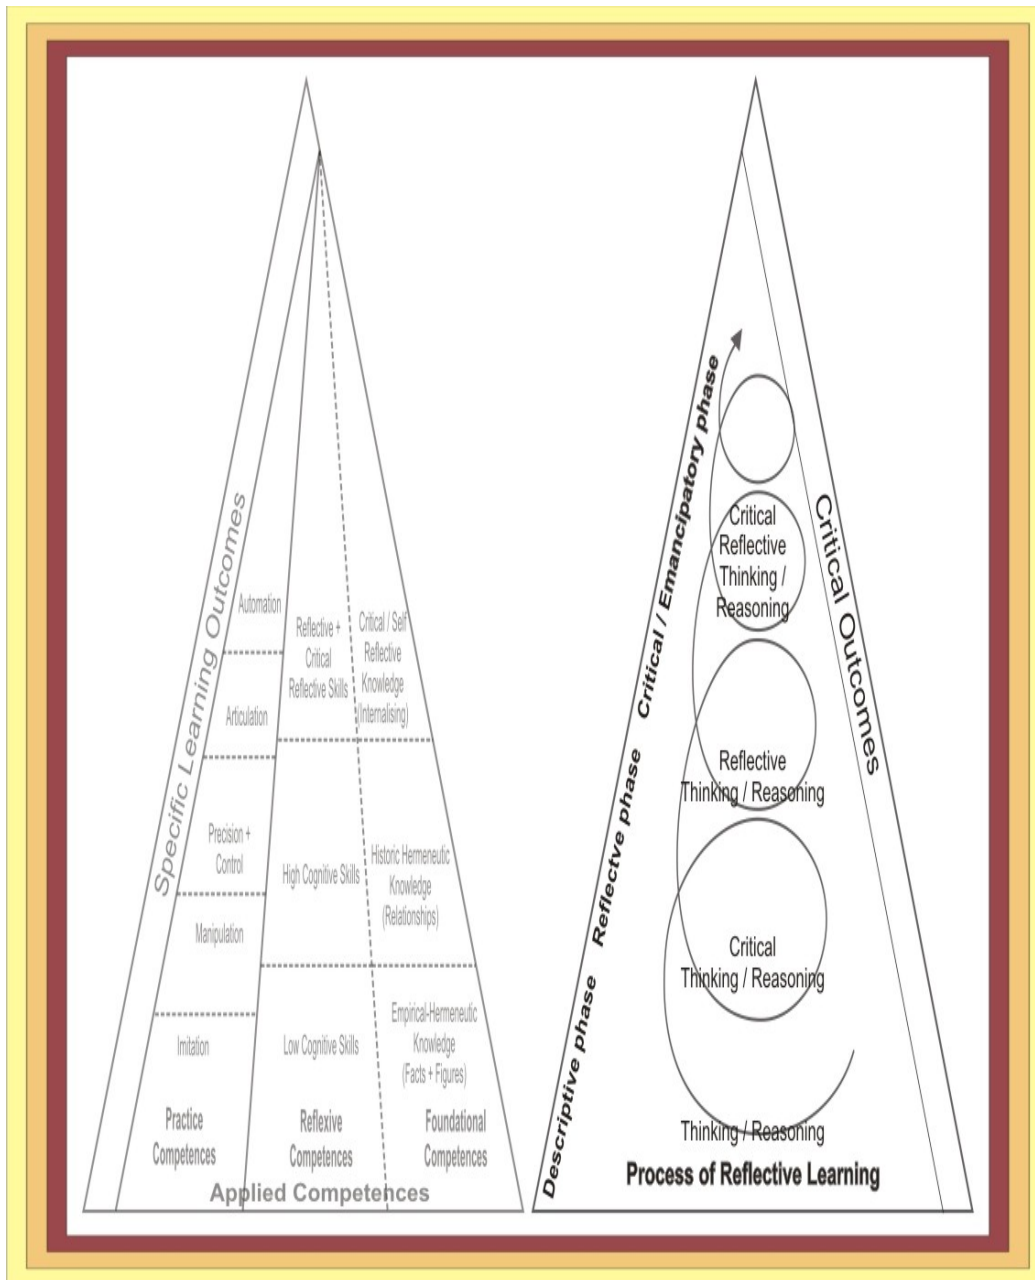 Specific Learning Outcomes
Automation
Articulation
Precision +
Control
Manipulation
Imitation
Practice
Competences
Reflective +
Critical
Reflective Skills
High Cognitive Skills
Low Cognitive Skills
Reflexive
Competences
Critical / Self
Reflective
Knowledge
(Internalising)
Historic Hermeneutic
Knowledge
(Relationships)
Empirical-Hermeneutic
Knowledge
(Facts + Figures)
Foundational
Competences
Applied Competences
Descriptive phase Reflectve phase Critical / Emancipatory phase
Critical
Reflective
Thinking /
Reasoning
Reflective
Thinking / Reasoning
Critical
Thinking / Reasoning
Thinking / Reasoning
Process of Reflective Learning
Critical Outcomes